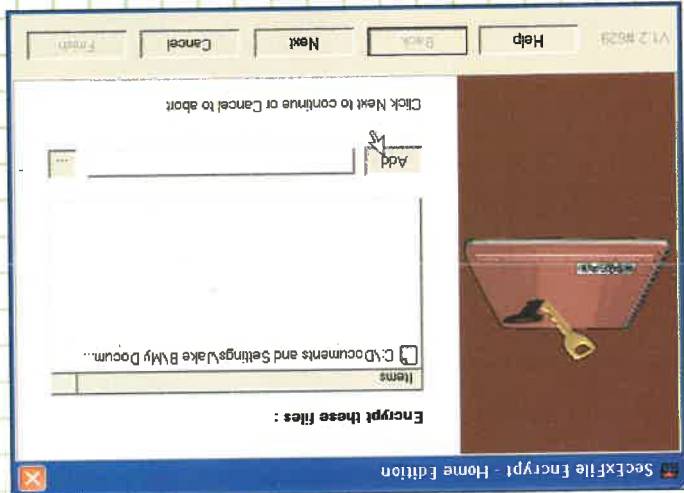 SecExFile Encrypt - Home Edition
Encrypt these files :
Items
C:\Documents and Settings\Jake B\My Docum...
Add
...
Click Next to continue or Cancel to abort
V1.2 #629
Help
Back
Next
Cancel
Finish